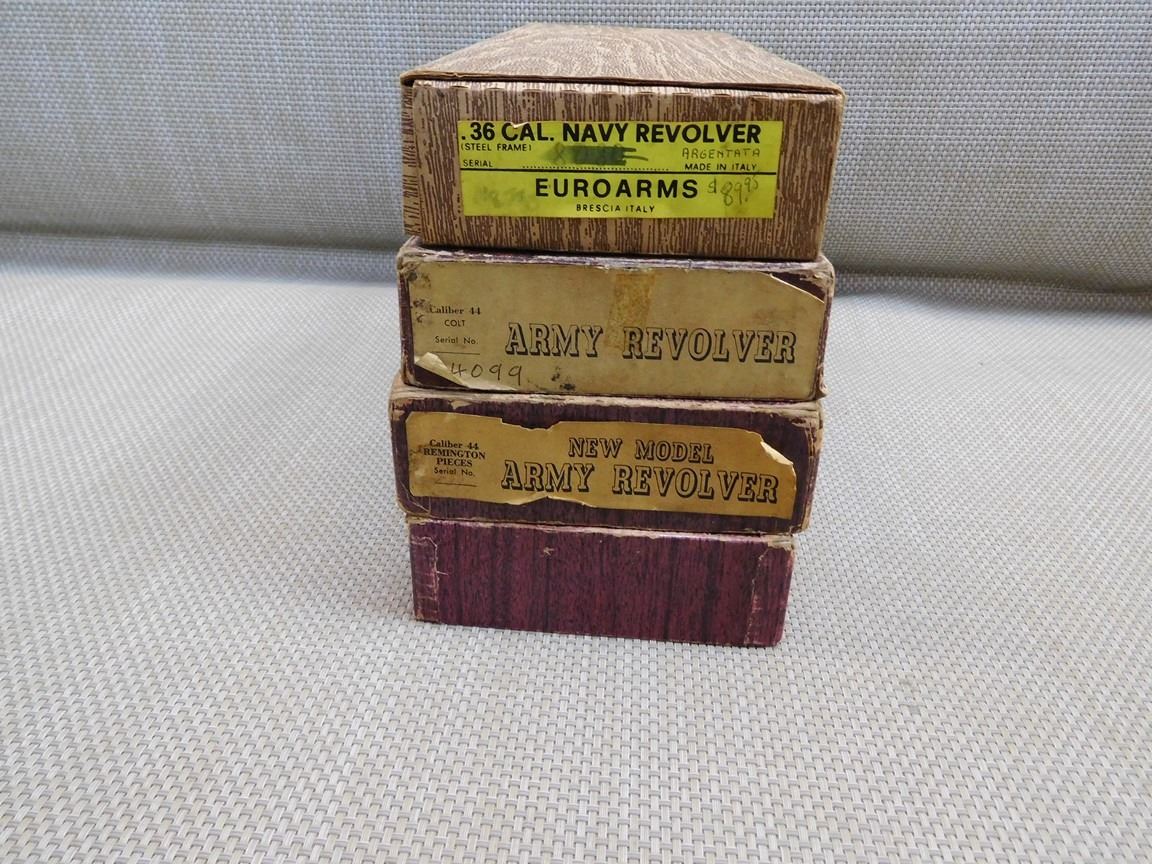 .36 CAL. NAVY REVOLVER
(STEEL FRAME)
ARGENTATA
SERIAL
MADE IN ITALY
EUROARMS $89.95
BRESCIA ITALY
Caliber 44
COLT
Serial No.
ARMY REVOLVER
4099
Caliber 44
REMINGTON
PIECES
Serial No.
NEW MODEL
ARMY REVOLVER